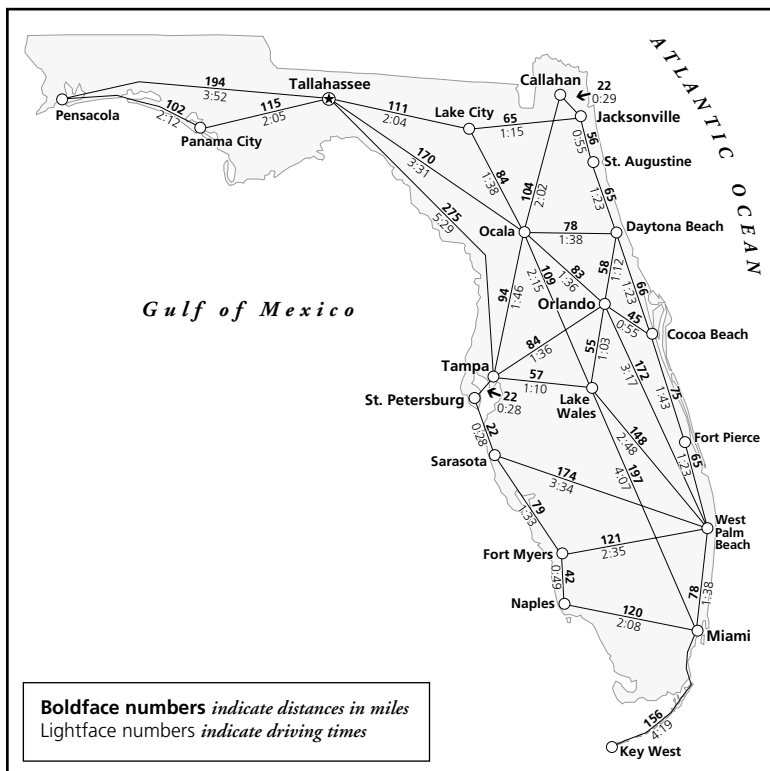 ATLANTIC OCEAN
Callahan
22
0:29
194
3:52
Tallahassee
Pensacola
102
2:12
115
2:05
Panama City
111
2:04
Lake City
65
1:15
Jacksonville
56
0:55
St. Augustine
170
3:31
84
1:38
104
2:02
65
1:23
275
5:29
Ocala
78
1:38
Daytona Beach
109
2:15
83
1:36
58
1:12
66
1:23
94
1:46
Gulf of Mexico
Orlando
45
0:55
Cocoa Beach
84
1:36
55
1:03
172
3:17
75
1:43
Tampa
57
1:10
22
0:28
St. Petersburg
Lake
Wales
22
0:28
148
2:48
Fort Pierce
65
1:23
Sarasota
197
4:07
174
3:34
79
1:33
West
Palm
Beach
121
2:35
Fort Myers
42
0:49
78
1:38
Naples
120
2:08
Miami
156
4:19
Key West
Boldface numbers indicate distances in miles
Lightface numbers indicate driving times